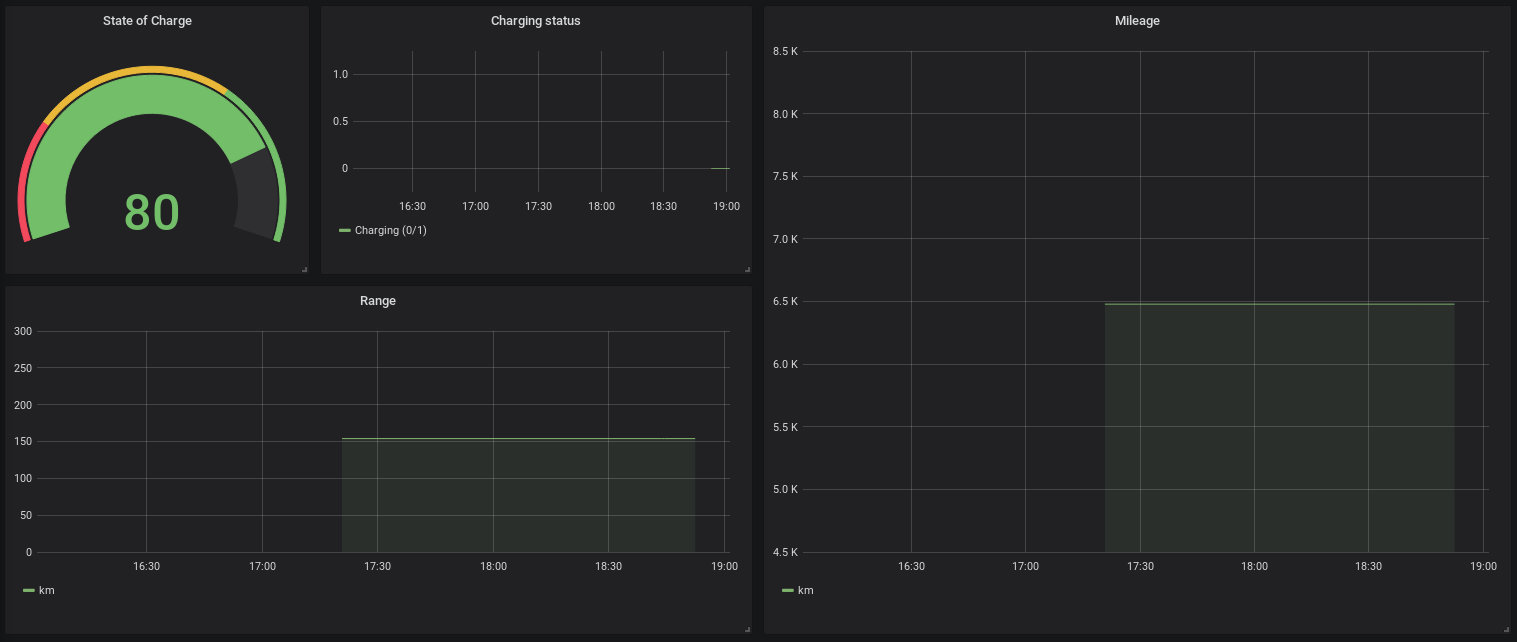 State of Charge
80
Charging status
1.0
0.5
0
16:30 17:00 17:30 18:00 18:30 19:00
Charging (0/1)
Range
300
250
200
150
100
50
0
16:30 17:00 17:30 18:00 18:30 19:00
km
Mileage
8.5 K
8.0 K
7.5 K
7.0 K
6.5 K
6.0 K
5.5 K
5.0 K
4.5 K
16:30 17:00 17:30 18:00 18:30 19:00
km